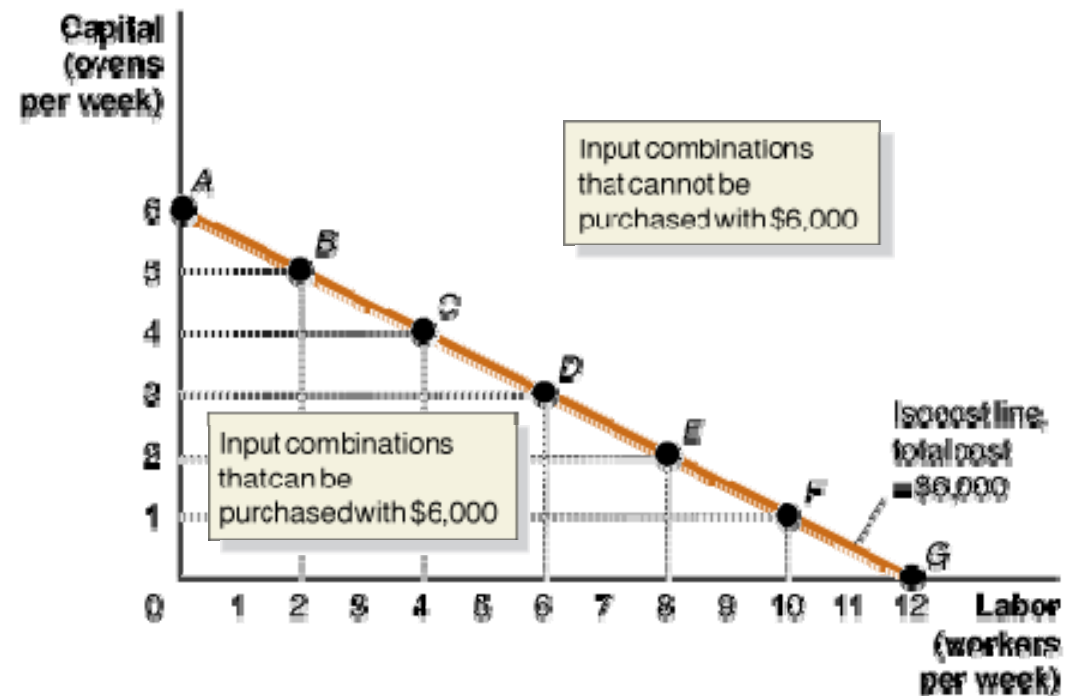 Capital
(ovens
per week)
A
6
B
5
C
4
D
3
E
2
F
1
G
Input combinations
that cannot be
purchased with $6,000
Input combinations
that can be
purchased with $6,000
Isocost line,
total cost
= $6,000
0 1 2 3 4 5 6 7 8 9 10 11 12
Labor
(workers
per week)